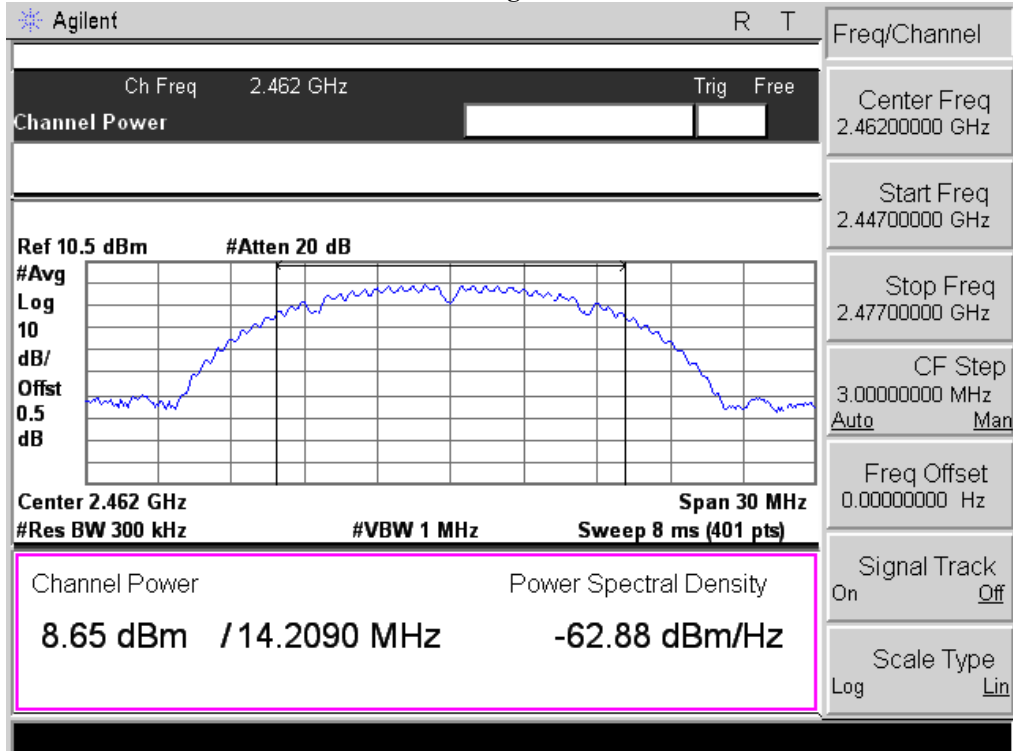 Agilent R T
Freq/Channel
Ch Freq 2.462 GHz Trig Free
Channel Power
Center Freq
2.46200000 GHz
Start Freq
2.44700000 GHz
Ref 10.5 dBm #Atten 20 dB
#Avg
Log
10
dB/
Offst
0.5
dB
Stop Freq
2.47700000 GHz
CF Step
3.00000000 MHz
Auto Man
Center 2.462 GHz Span 30 MHz
#Res BW 300 kHz #VBW 1 MHz Sweep 8 ms (401 pts)
Freq Offset
0.00000000 Hz
Channel Power Power Spectral Density
8.65 dBm / 14.2090 MHz -62.88 dBm/Hz
Signal Track
On Off
Scale Type
Log Lin